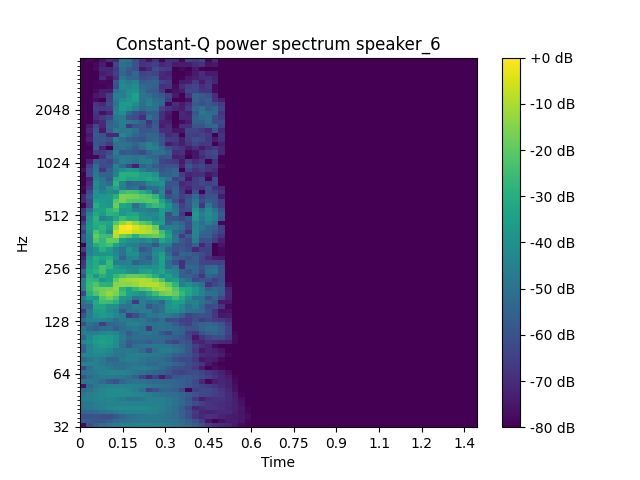 Constant-Q power spectrum speaker_6
Hz
2048
1024
512
256
128
64
32
0 0.15 0.3 0.45 0.6 0.75 0.9 1.1 1.2 1.4
Time
+0 dB
-10 dB
-20 dB
-30 dB
-40 dB
-50 dB
-60 dB
-70 dB
-80 dB